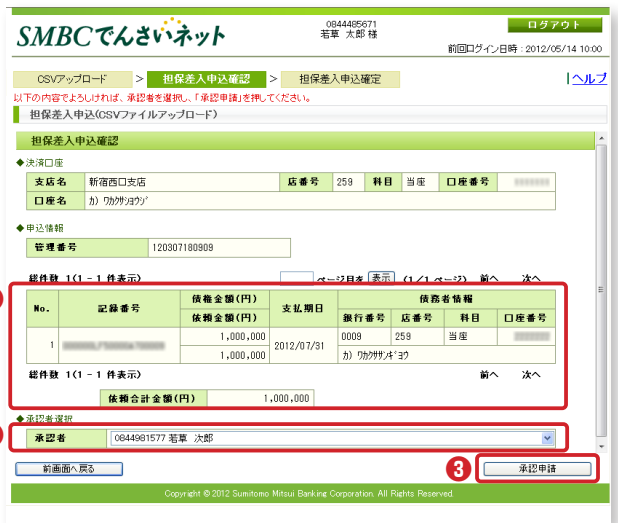 SMBCでんさいネット
0844485671
若草 太郎 様
ログアウト
前回ログイン日時 : 2012/05/14 10:00
CSVアップロード > 担保差入申込確認 > 担保差入申込確定
ヘルプ
以下の内容でよろしければ、承認者を選択し、「承認申請」を押してください。
担保差入申込(CSVファイルアップロード)
担保差入申込確認
◆決済口座
支店名 新宿西口支店 店番号 259 科目 当座 口座番号
口座名 カ) ワカクサシヨウジ
◆申込情報
管理番号 120307180909
総件数 1(1 - 1 件表示) ページ目を 表示 (1/1 ページ) 前へ 次へ
No. 記録番号 債権金額(円) 支払期日 債務者情報
依頼金額(円) 銀行番号 店番号 科目 口座番号
1 1,000,000 2012/07/31 0009 259 当座
1,000,000 カ) ワカクササンギヨウ
総件数 1(1 - 1 件表示) 前へ 次へ
依頼合計金額(円) 1,000,000
◆承認者選択
承認者 0844981577 若草 次郎
前画面へ戻る
3 承認申請
Copyright © 2012 Sumitomo Mitsui Banking Corporation. All Rights Reserved.